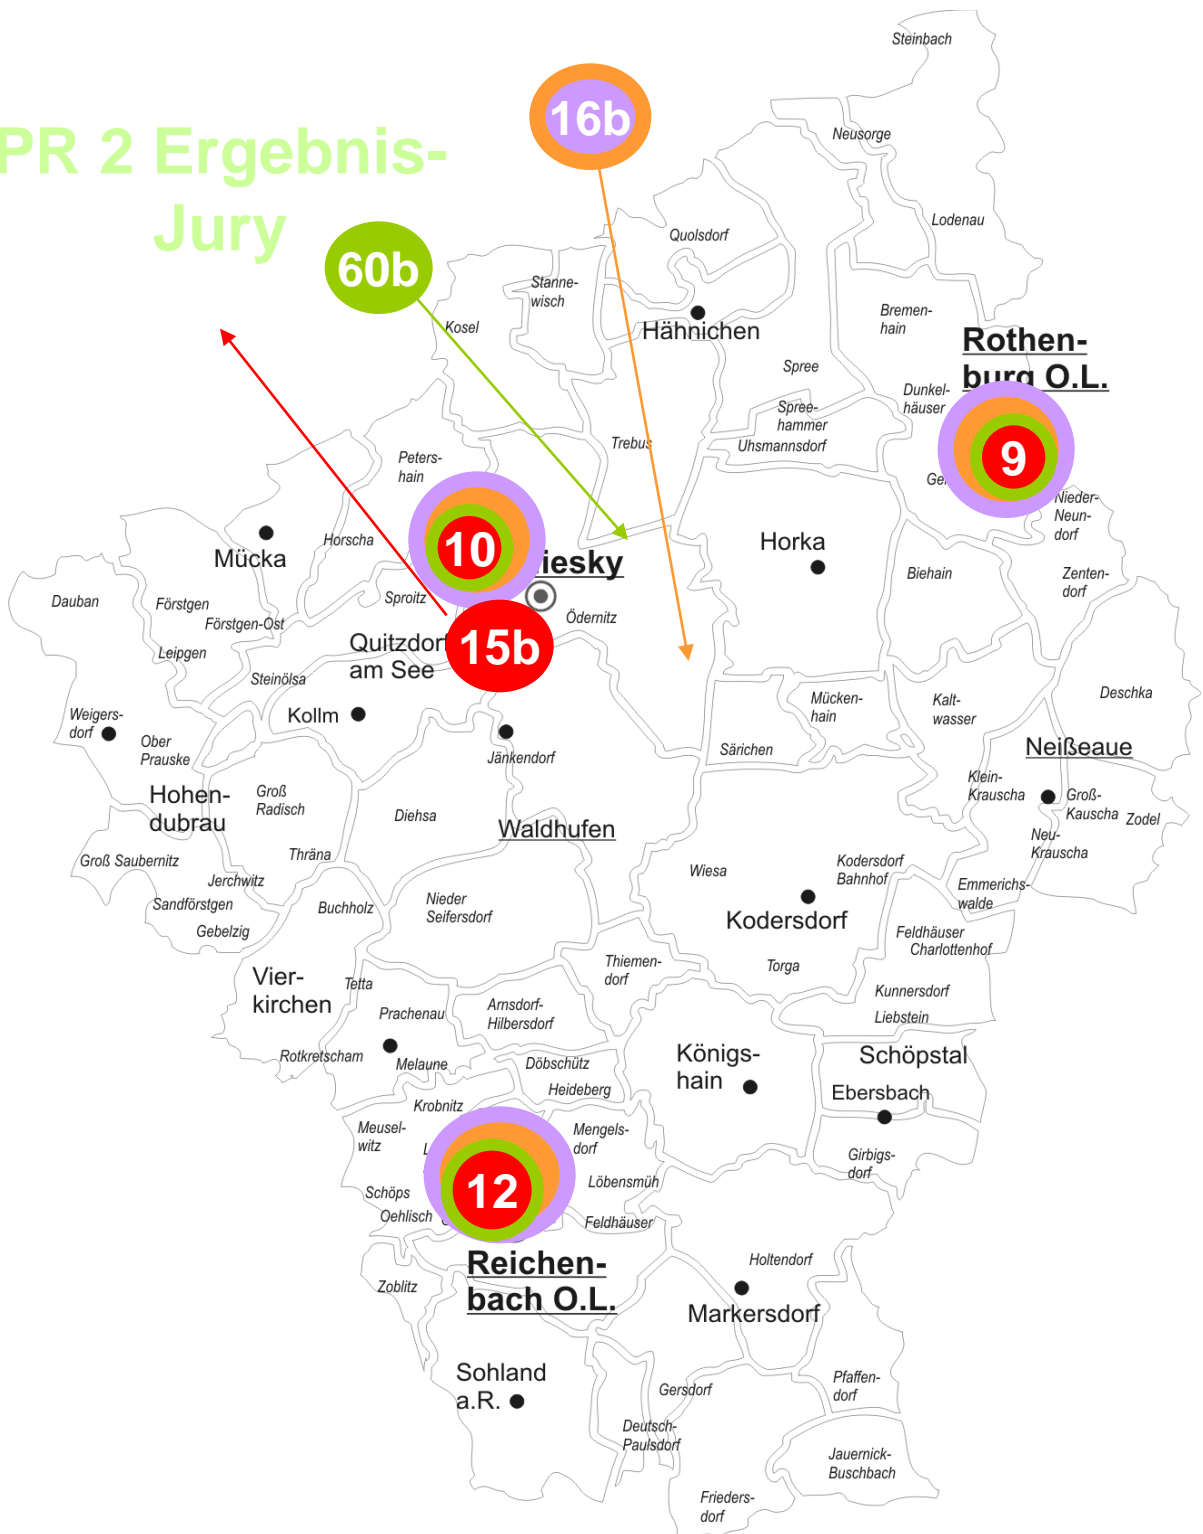 Steinbach
16b
Neusorge
PR 2 Ergebnis-
Jury
Lodenau
Quolsdorf
60b
Stanne-
wisch
Kosel
Hähnichen
Bremen-
hain
Rothen-
burg O.L.
Spree
Dunkel-
häuser
Spree-
hammer
Uhsmannsdorf
Trebus
Peters-
hain
9
Nieder-
Neun-
dorf
Horscha
Mücka
10
iesky
Horka
Biehain
Zenten-
dorf
Dauban
Förstgen
Förstgen-Ost
Sproitz
Ödernitz
Leipgen
Quitzdorf
am See
15b
Steinölsa
Kollm
Weigers-
dorf
Ober
Prauske
Jänkendorf
Särichen
Mücken-
hain
Kalt-
wasser
Deschka
Neißeaue
Hohen-
dubrau
Groß
Radisch
Diehsa
Waldhufen
Klein-
Krauscha
Groß-
Kauscha
Zodel
Neu-
Krauscha
Groß Saubernitz
Thräna
Jerchwitz
Sandförstgen
Gebelzig
Buchholz
Nieder
Seifersdorf
Wiesa
Kodersdorf
Bahnhof
Emmerichs-
walde
Kodersdorf
Feldhäuser
Charlottenhof
Vier-
kirchen
Tetta
Thiemen-
dorf
Torga
Prachenau
Arnsdorf-
Hilbersdorf
Kunnersdorf
Liebstein
Rotkretscham
Melaune
Döbschütz
Heideberg
Königs-
hain
Schöpstal
Ebersbach
Krobnitz
Meusel-
witz
Mengels-
dorf
Girbigs-
dorf
Schöps
12
Löbensmüh
Oehlisch
Feldhäuser
Reichen-
bach O.L.
Zoblitz
Holtendorf
Markersdorf
Sohland
a.R.
Gersdorf
Pfaffen-
dorf
Deutsch-
Paulsdorf
Jauernick-
Buschbach
Frieders-
dorf